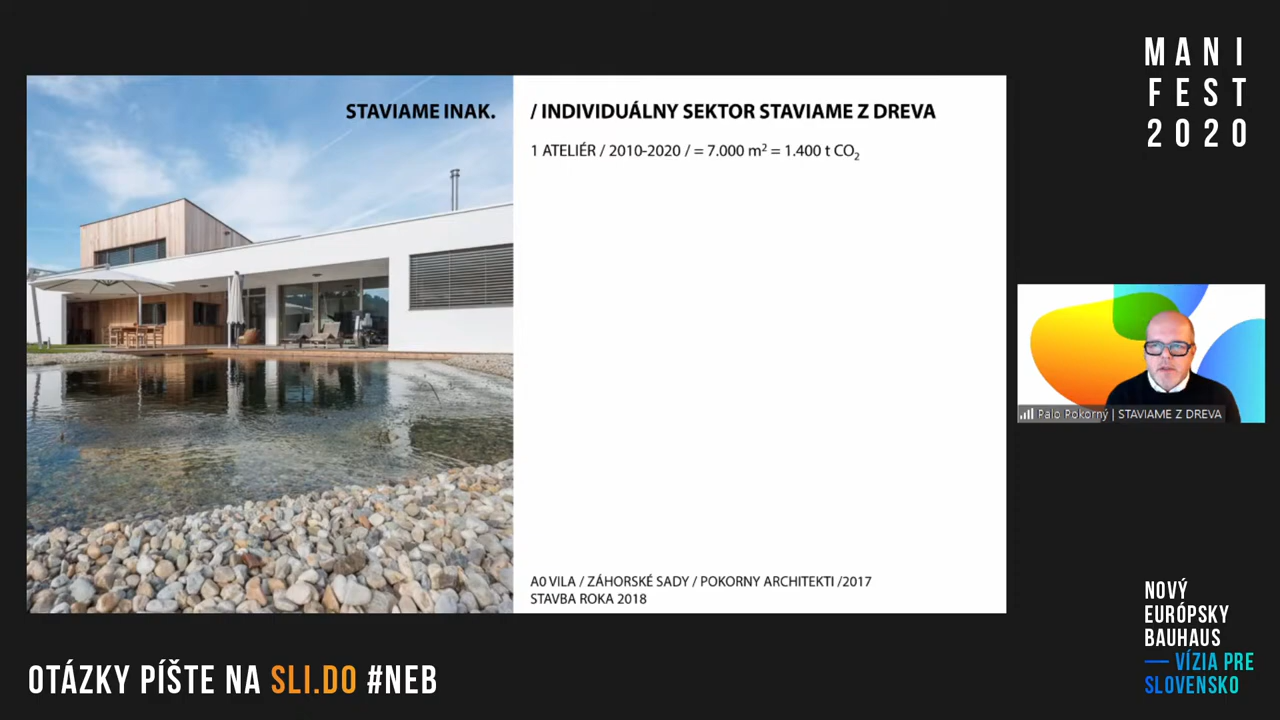 MANI
FEST
2020
STAVIAME INAK. / INDIVIDUÁLNY SEKTOR STAVIAME Z DREVA
1 ATELIÉR / 2010-2020 / = 7.000 m² = 1.400 t CO₂
Palo Pokorný | STAVIAME Z DREVA
A0 VILA / ZÁHORSKÉ SADY / POKORNY ARCHITEKTI /2017
STAVBA ROKA 2018
NOVÝ
EURÓPSKY
BAUHAUS
— VÍZIA PRE
SLOVENSKO
OTÁZKY PÍŠTE NA SLI.DO #NEB